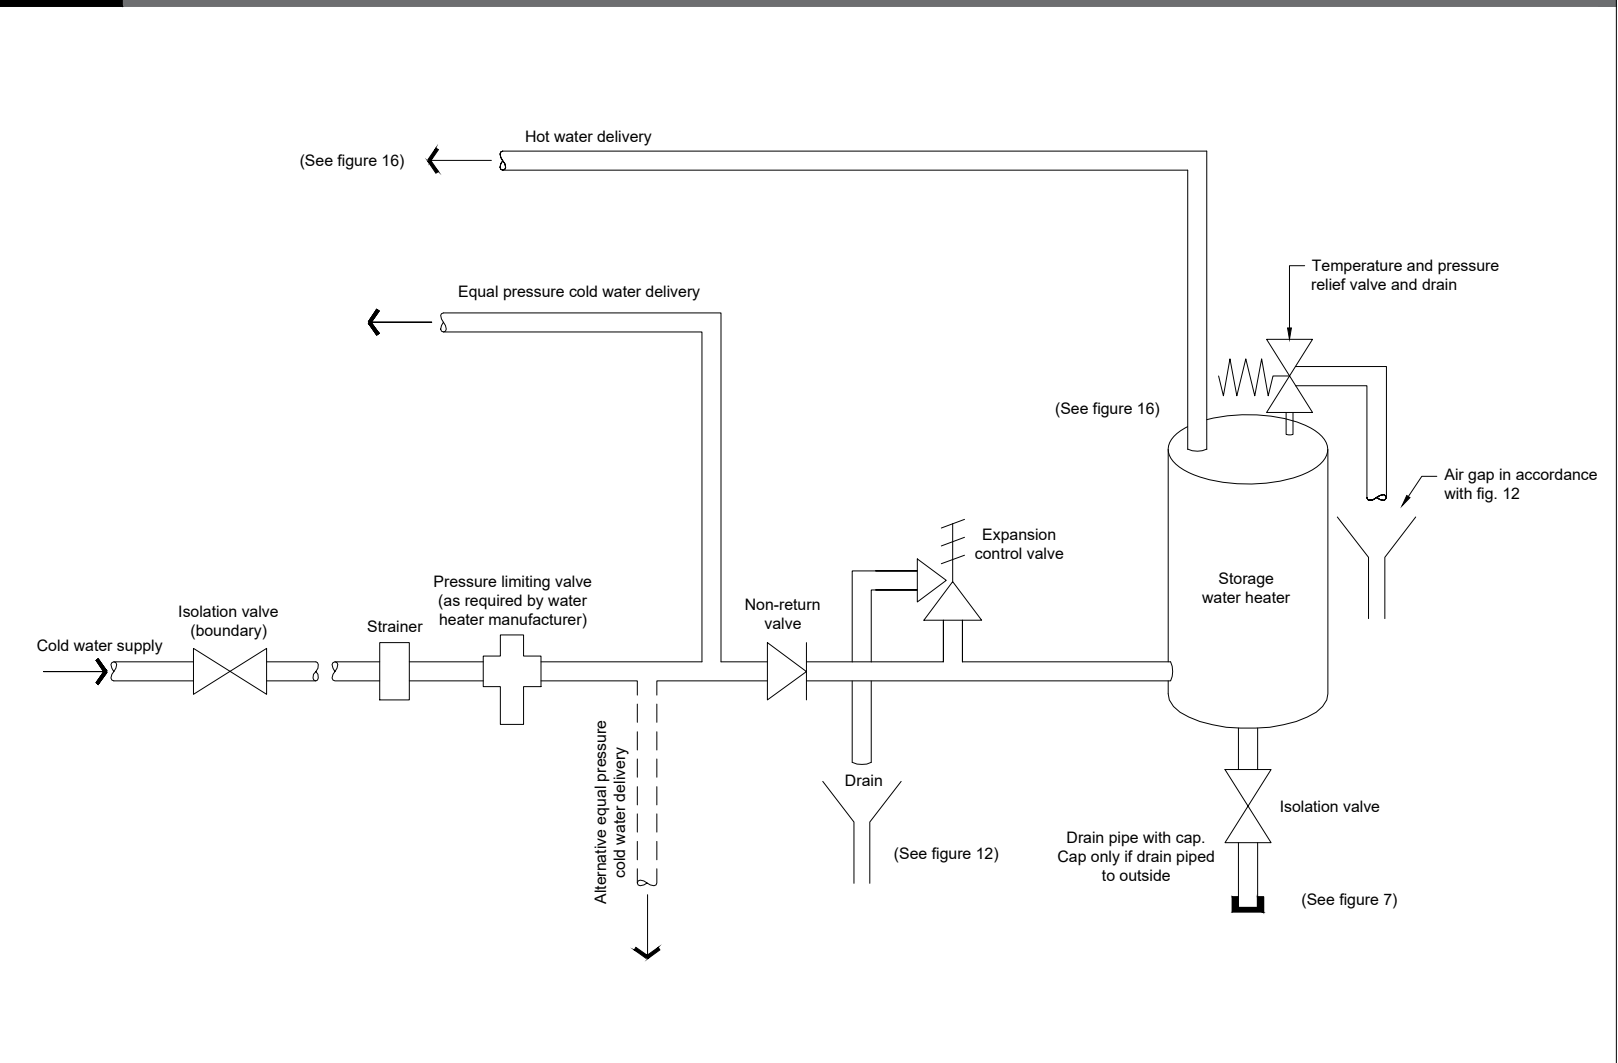 Hot water delivery
(See figure 16)
Temperature and pressure
relief valve and drain
Equal pressure cold water delivery
(See figure 16)
Air gap in accordance
with fig. 12
Expansion
control valve
Storage
water heater
Pressure limiting valve
(as required by water
heater manufacturer)
Non-return
valve
Isolation valve
(boundary)
Strainer
Cold water supply
Alternative equal pressure
cold water delivery
Drain
(See figure 12)
Isolation valve
Drain pipe with cap.
Cap only if drain piped
to outside
(See figure 7)